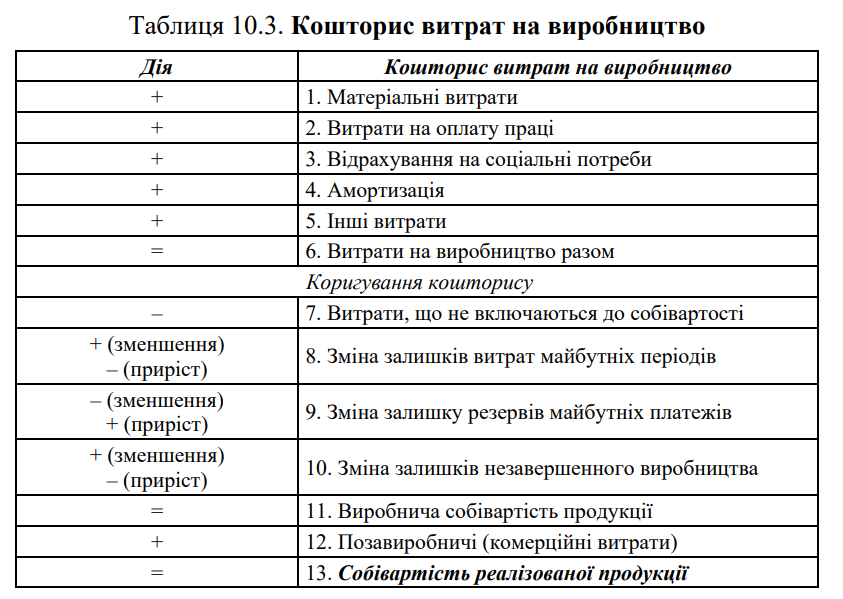 Таблиця 10.3. Кошторис витрат на виробництво
Дія Кошторис витрат на виробництво
+ 1. Матеріальні витрати
+ 2. Витрати на оплату праці
+ 3. Відрахування на соціальні потреби
+ 4. Амортизація
+ 5. Інші витрати
= 6. Витрати на виробництво разом
Коригування кошторису
– 7. Витрати, що не включаються до собівартості
+ (зменшення)
– (приріст)
8. Зміна залишків витрат майбутніх періодів
– (зменшення)
+ (приріст)
9. Зміна залишку резервів майбутніх платежів
+ (зменшення)
– (приріст)
10. Зміна залишків незавершенного виробництва
= 11. Виробнича собівартість продукції
+ 12. Позавиробничі (комерційні витрати)
= 13. Собівартість реалізованої продукції